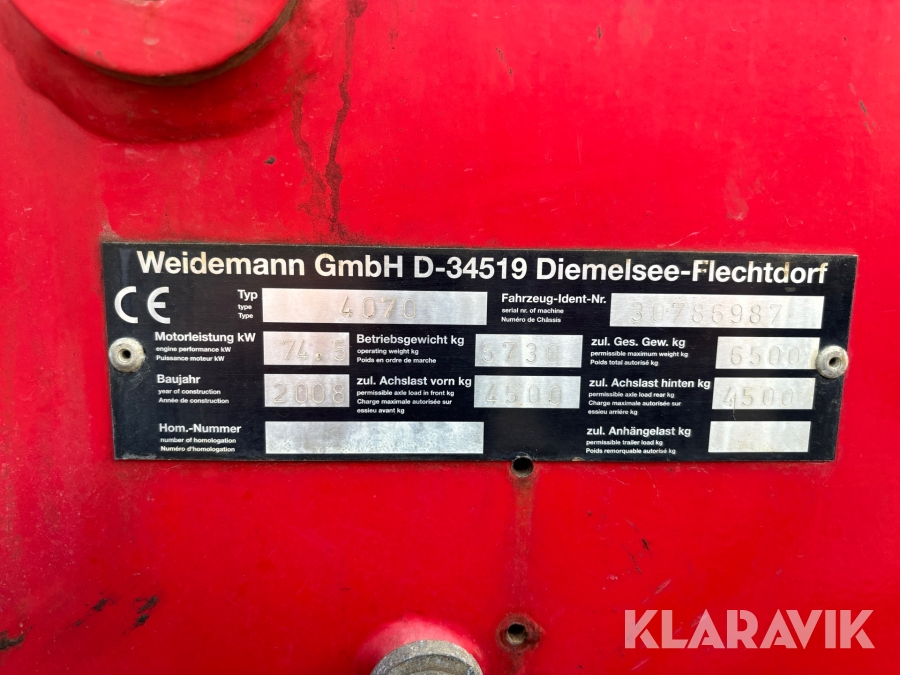 Weidemann GmbH D-34519 Diemelsee-Flechtdorf
CE
Typ
type
Type
4070
Fahrzeug-Ident-Nr.
serial nr. of machine
Numéro de Châssis
30786987
Motorleistung kW
engine performance kW
Puissance moteur kW
74,5
Betriebsgewicht kg
operating weight kg
Poids en ordre de marche
5730
zul. Ges. Gew. kg
permissible maximum weight kg
Poids total autorisé kg
6500
Baujahr
year of construction
Année de construction
2008
zul. Achslast vorn kg
permissible axle load in front kg
Charge maximale autorisée sur
essieu avant kg
4500
zul. Achslast hinten kg
permissible axle load rear kg
Charge maximale autorisée sur
essieu arrière kg
4500
Hom.-Nummer
number of homologation
Numéro d'homologation
zul. Anhängelast kg
permissible trailer load kg
Poids remorquable autorisé kg
KLARAVIK